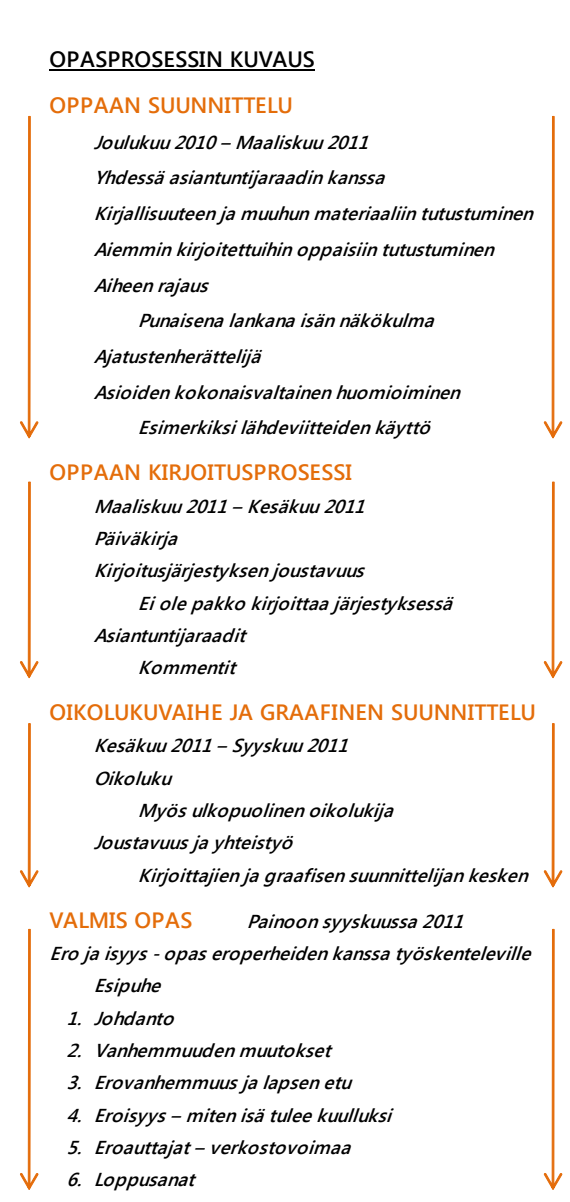 OPASPROSESSIN KUVAUS
OPPAAN SUUNNITTELU
Joulukuu 2010 – Maaliskuu 2011
Yhdessä asiantuntijaraadin kanssa
Kirjallisuuteen ja muuhun materiaaliin tutustuminen
Aiemmin kirjoitettuihin oppaisiin tutustuminen
Aiheen rajaus
Punaisena lankana isän näkökulma
Ajatustenherättelijä
Asioiden kokonaisvaltainen huomioiminen
Esimerkiksi lähdeviitteiden käyttö
OPPAAN KIRJOITUSPROSESSI
Maaliskuu 2011 – Kesäkuu 2011
Päiväkirja
Kirjoitusjärjestyksen joustavuus
Ei ole pakko kirjoittaa järjestyksessä
Asiantuntijaraadit
Kommentit
OIKOLUKUVAIHE JA GRAAFINEN SUUNNITTELU
Kesäkuu 2011 – Syyskuu 2011
Oikoluku
Myös ulkopuolinen oikolukija
Joustavuus ja yhteistyö
Kirjoittajien ja graafisen suunnittelijan kesken
VALMIS OPAS Painoon syyskuussa 2011
Ero ja isyys - opas eroperheiden kanssa työskenteleville
Esipuhe
1. Johdanto
2. Vanhemmuuden muutokset
3. Erovanhemmuus ja lapsen etu
4. Eroisyys – miten isä tulee kuulluksi
5. Eroauttajat – verkostovoimaa
6. Loppusanat